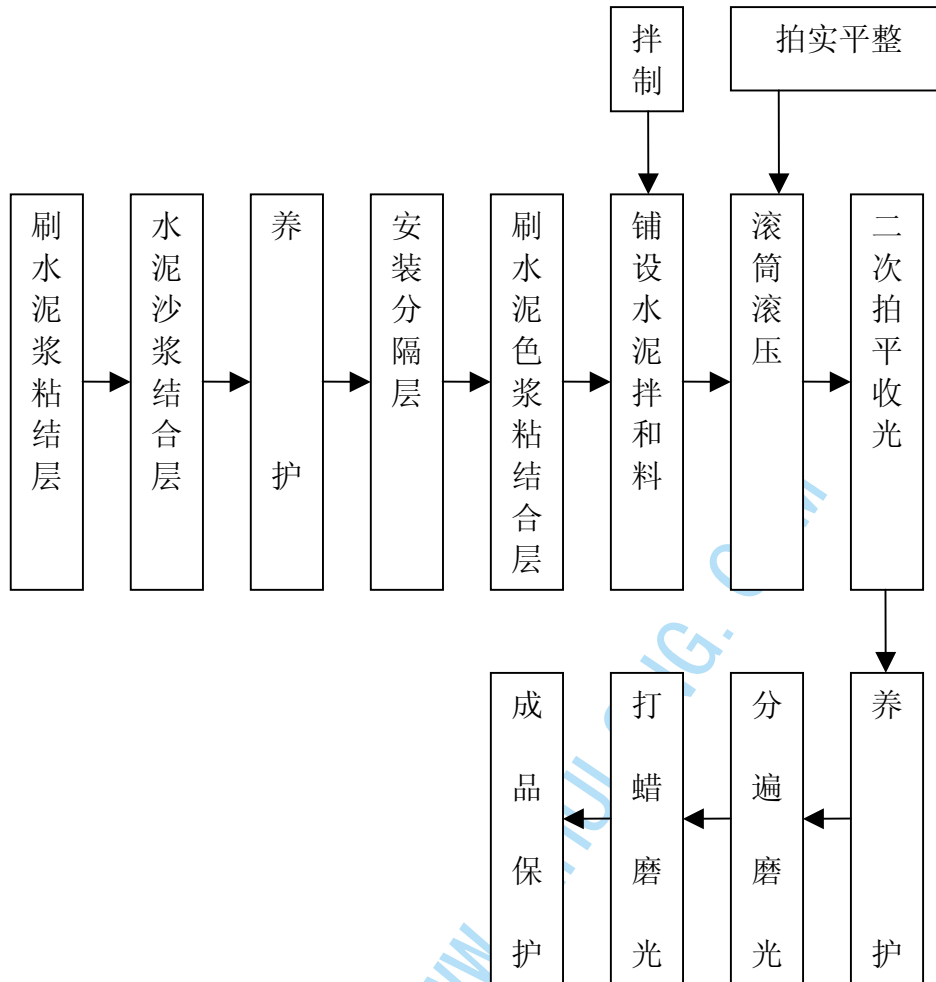 拌制
拍实平整
刷水泥浆粘结层
水泥沙浆结合层
养护
安装分隔层
刷水泥色浆粘结合层
铺设水泥拌和料
滚筒滚压
二次拍平收光
养护
分遍磨光
打蜡磨光
成品保护